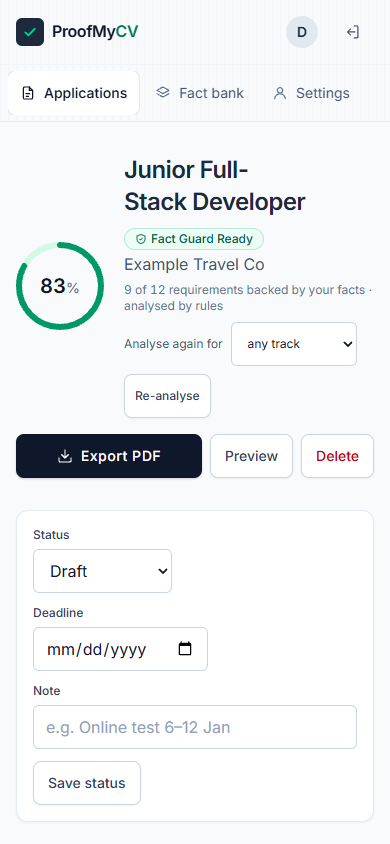 ProofMyCV
D
Applications
Fact bank
Settings
Junior Full-
Stack Developer
Fact Guard Ready
Example Travel Co
83%
9 of 12 requirements backed by your facts ·
analysed by rules
Analyse again for
any track
Re-analyse
Export PDF
Preview
Delete
Status
Draft
Deadline
mm/dd/yyyy
Note
e.g. Online test 6–12 Jan
Save status